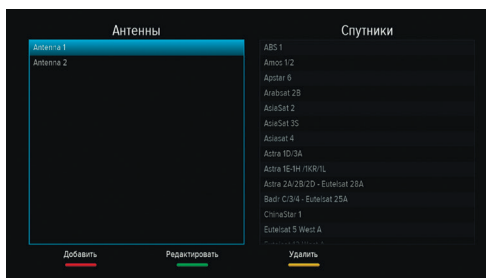 Антенны
Antenna 1
Antenna 2
Спутники
ABS 1
Amos 1/2
Apstar 6
Arabsat 2B
AsiaSat 2
AsiaSat 3S
Asiasat 4
Astra 1D/3A
Astra 1E-1H /1KR/1L
Astra 2A/2B/2D - Eutelsat 28A
Badr C/3/4 - Eutelsat 25A
ChinaStar 1
Eutelsat 5 West A
Добавить
Редактировать
Удалить